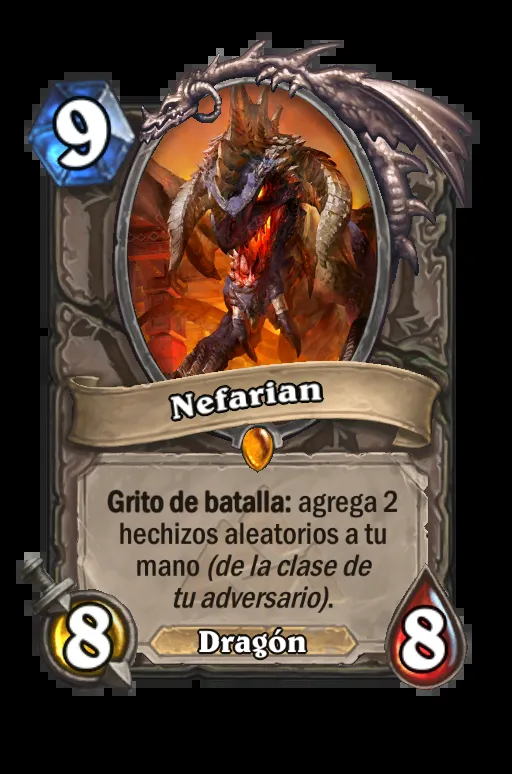 9
Nefarian
Grito de batalla: agrega 2
hechizos aleatorios a tu
mano (de la clase de
tu adversario).
8
Dragón
8